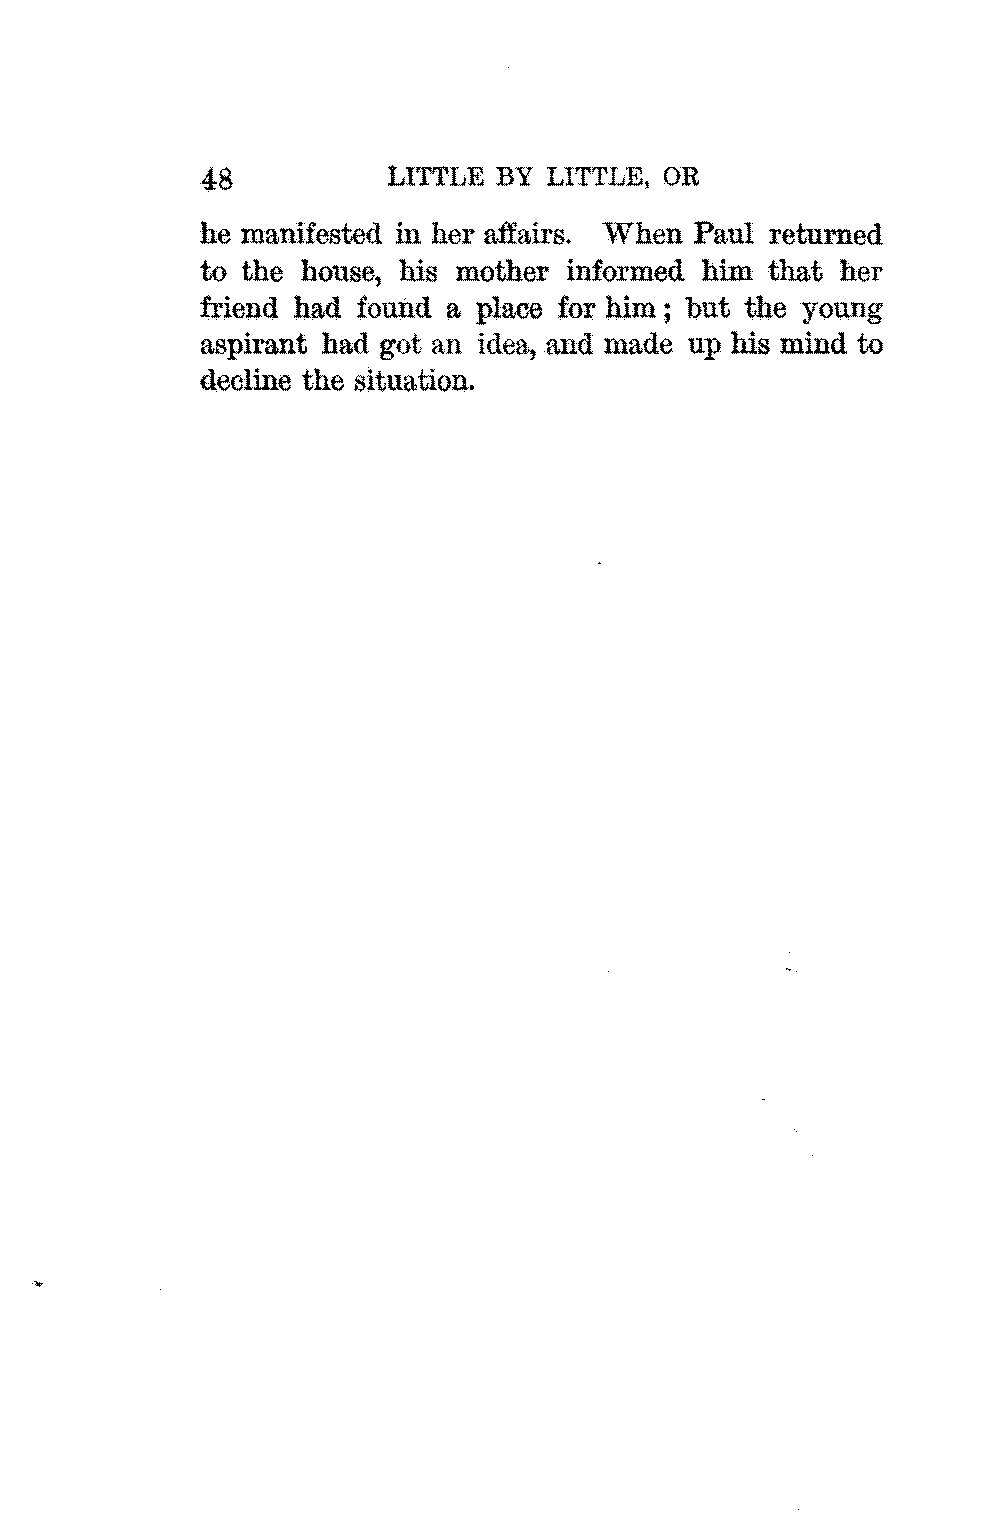 48 LITTLE BY LITTLE, OR
he manifested in her affairs. When Paul returned
to the house, his mother informed him that her
friend had found a place for him; but the young
aspirant had got an idea, and made up his mind to
decline the situation.